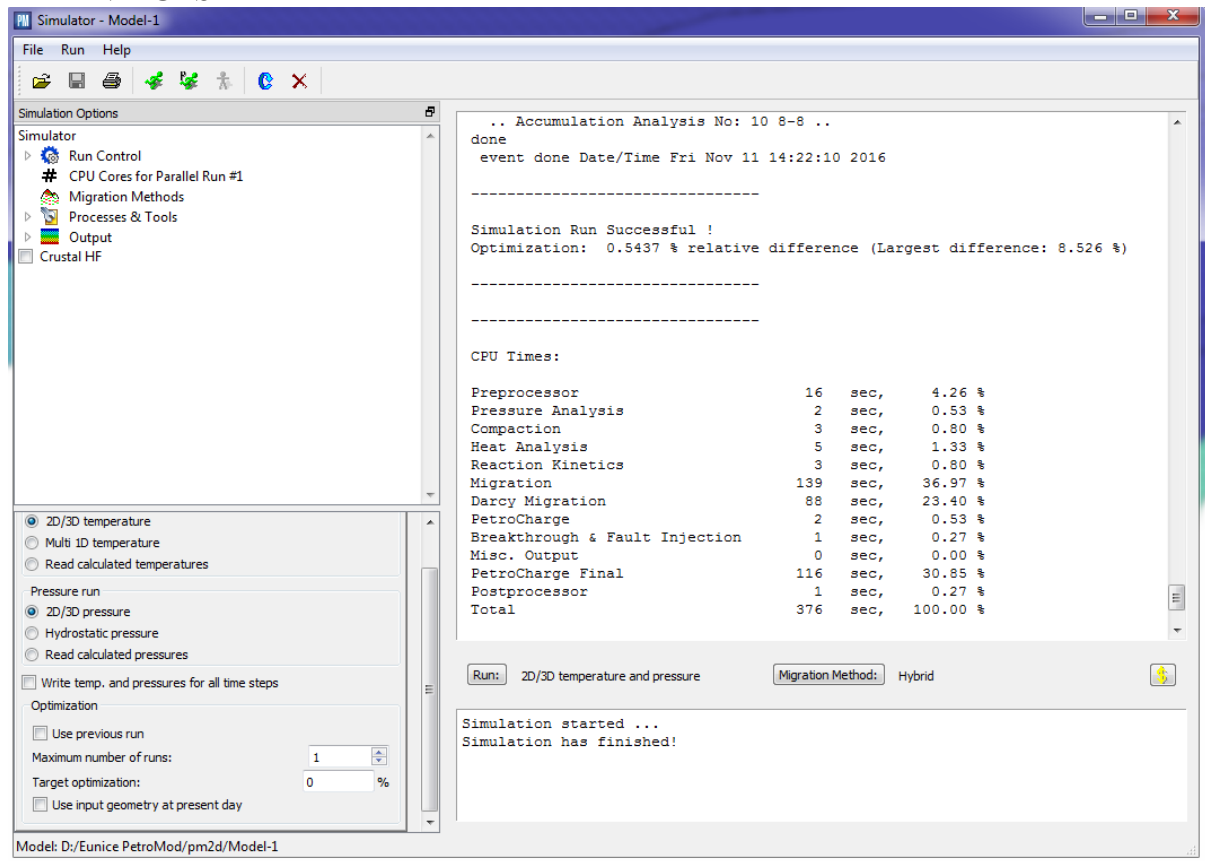 PM Simulator - Model-1
File Run Help
Simulation Options
Simulator
Run Control
# CPU Cores for Parallel Run #1
Migration Methods
Processes & Tools
Output
Crustal HF
2D/3D temperature
Multi 1D temperature
Read calculated temperatures
Pressure run
2D/3D pressure
Hydrostatic pressure
Read calculated pressures
Write temp. and pressures for all time steps
Optimization
Use previous run
Maximum number of runs: 1
Target optimization: 0 %
Use input geometry at present day
.. Accumulation Analysis No: 10 8-8 ..
done
event done Date/Time Fri Nov 11 14:22:10 2016
--------------------------------
Simulation Run Successful !
Optimization: 0.5437 % relative difference (Largest difference: 8.526 %)
--------------------------------
--------------------------------
CPU Times:
Preprocessor 16 sec, 4.26 %
Pressure Analysis 2 sec, 0.53 %
Compaction 3 sec, 0.80 %
Heat Analysis 5 sec, 1.33 %
Reaction Kinetics 3 sec, 0.80 %
Migration 139 sec, 36.97 %
Darcy Migration 88 sec, 23.40 %
PetroCharge 2 sec, 0.53 %
Breakthrough & Fault Injection 1 sec, 0.27 %
Misc. Output 0 sec, 0.00 %
PetroCharge Final 116 sec, 30.85 %
Postprocessor 1 sec, 0.27 %
Total 376 sec, 100.00 %
Run: 2D/3D temperature and pressure Migration Method: Hybrid
Simulation started ...
Simulation has finished!
Model: D:/Eunice PetroMod/pm2d/Model-1